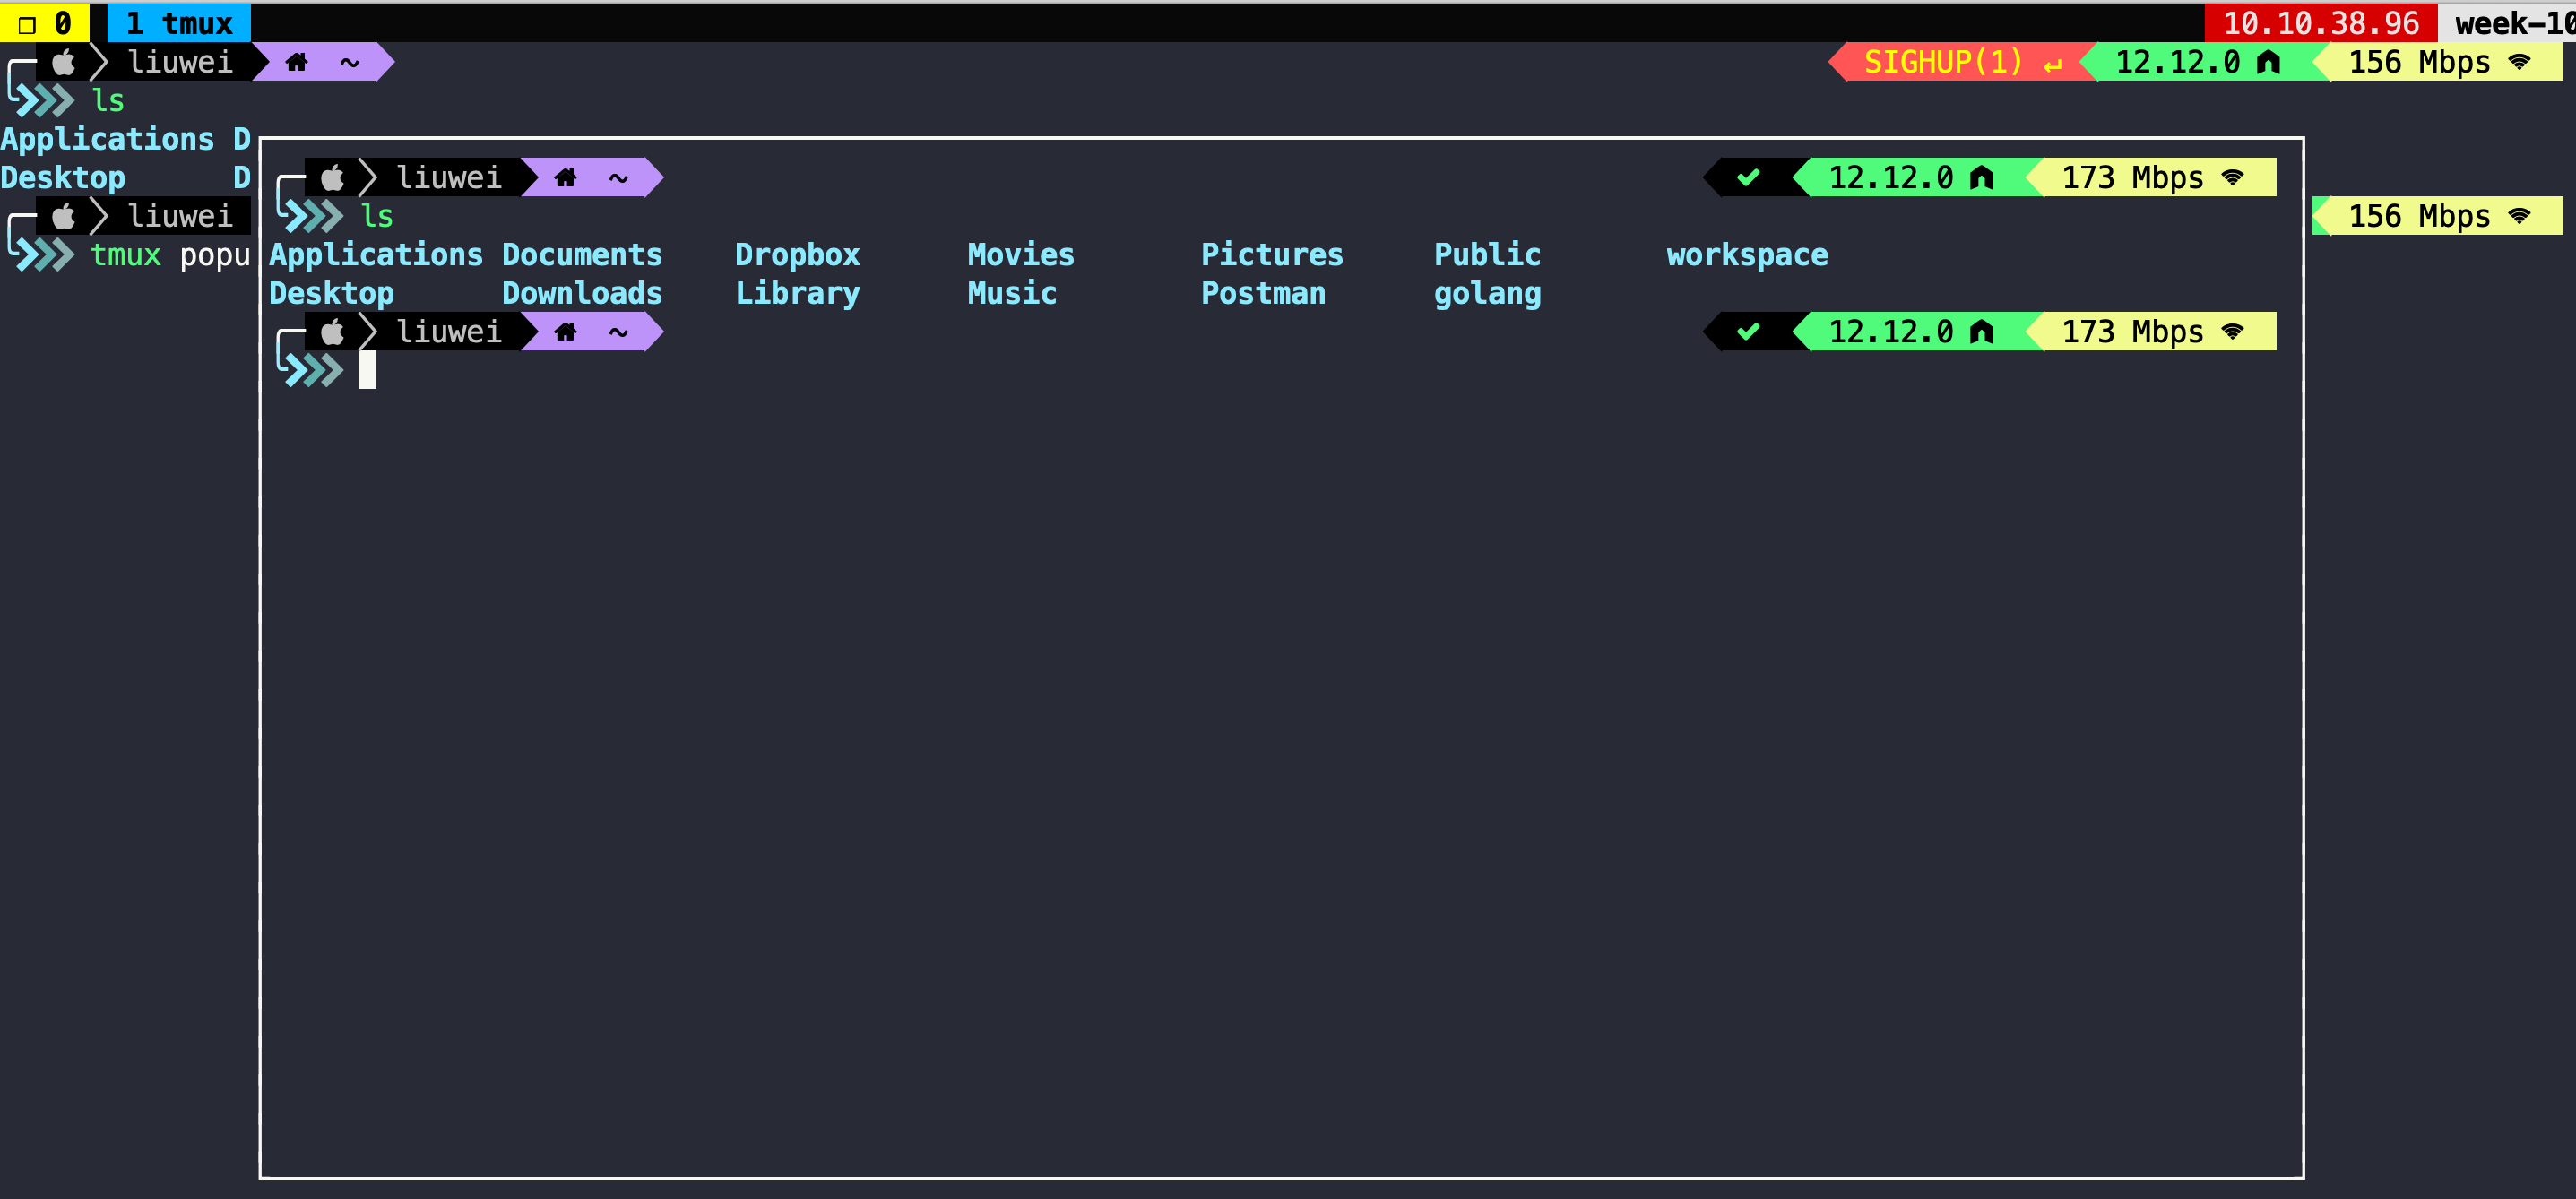 ❐ 0 1 tmux 10.10.38.96 week-10
liuwei ~ SIGHUP(1) ↵ 12.12.0 156 Mbps
ls
Applications D
Desktop D
liuwei 156 Mbps
tmux popu
liuwei ~ ✔ 12.12.0 173 Mbps
ls
Applications Documents Dropbox Movies Pictures Public workspace
Desktop Downloads Library Music Postman golang
liuwei ~ ✔ 12.12.0 173 Mbps